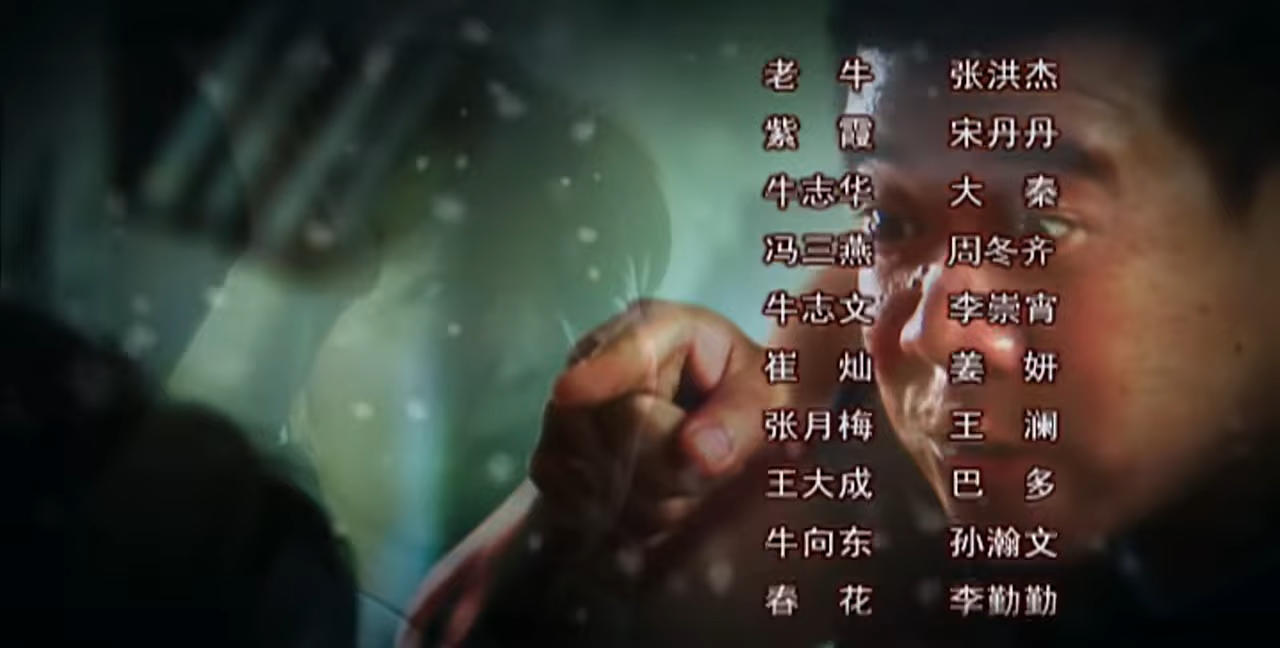 老牛 张洪杰
紫霞 宋丹丹
牛志华 大秦
冯三燕 周冬齐
牛志文 李崇宵
崔灿 姜妍
张月梅 王澜
王大成 巴多
牛向东 孙瀚文
春花 李勤勤